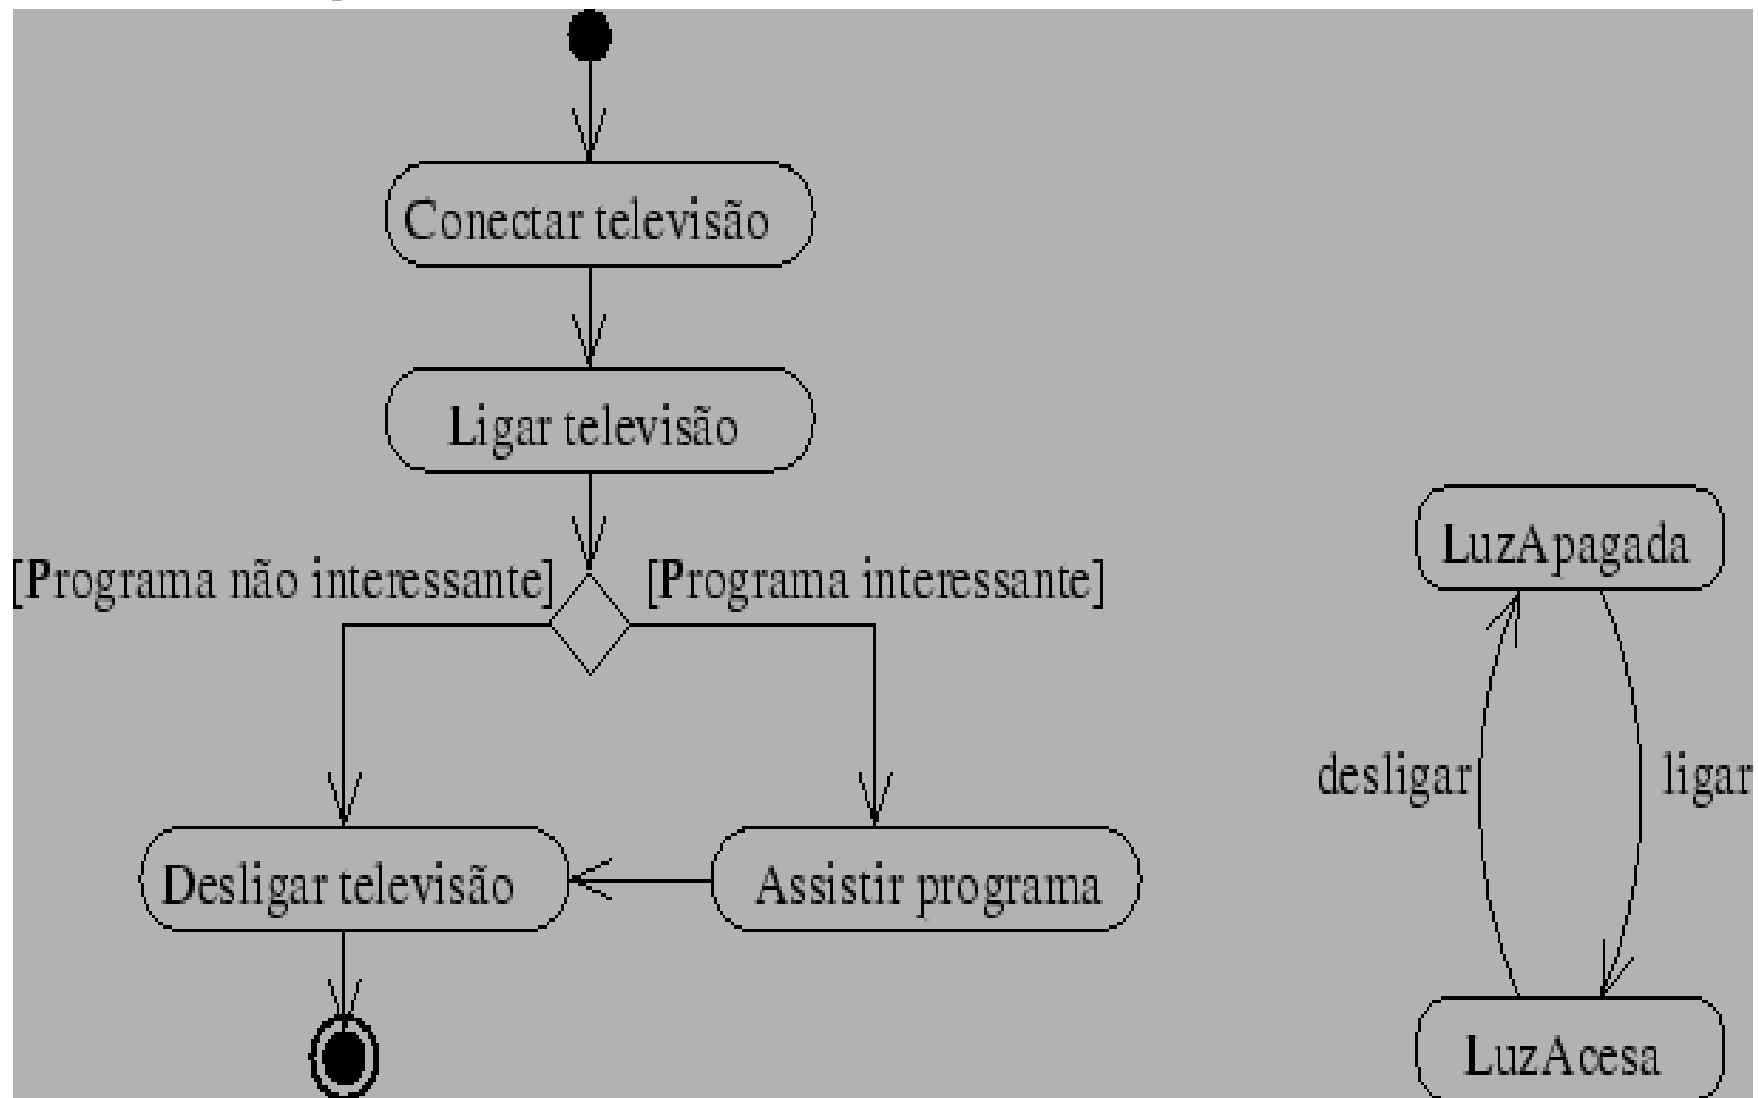 Conectar televisão
Ligar televisão
[Programa não interessante]
[Programa interessante]
Desligar televisão
Assistir programa
LuzApagada
desligar
ligar
LuzAcesa